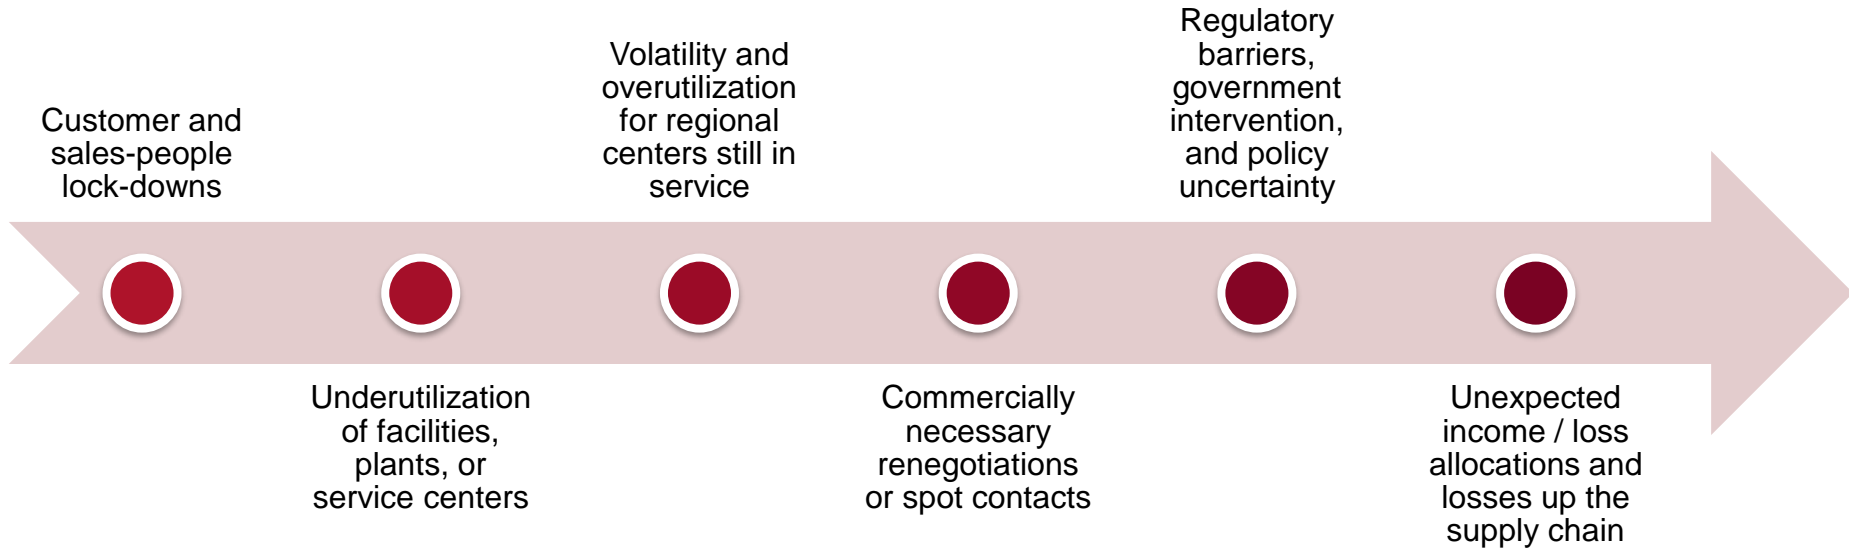 Customer and
sales-people
lock-downs
Underutilization
of facilities,
plants, or
service centers
Volatility and
overutilization
for regional
centers still in
service
Commercially
necessary
renegotiations
or spot contacts
Regulatory
barriers,
government
intervention,
and policy
uncertainty
Unexpected
income / loss
allocations and
losses up the
supply chain